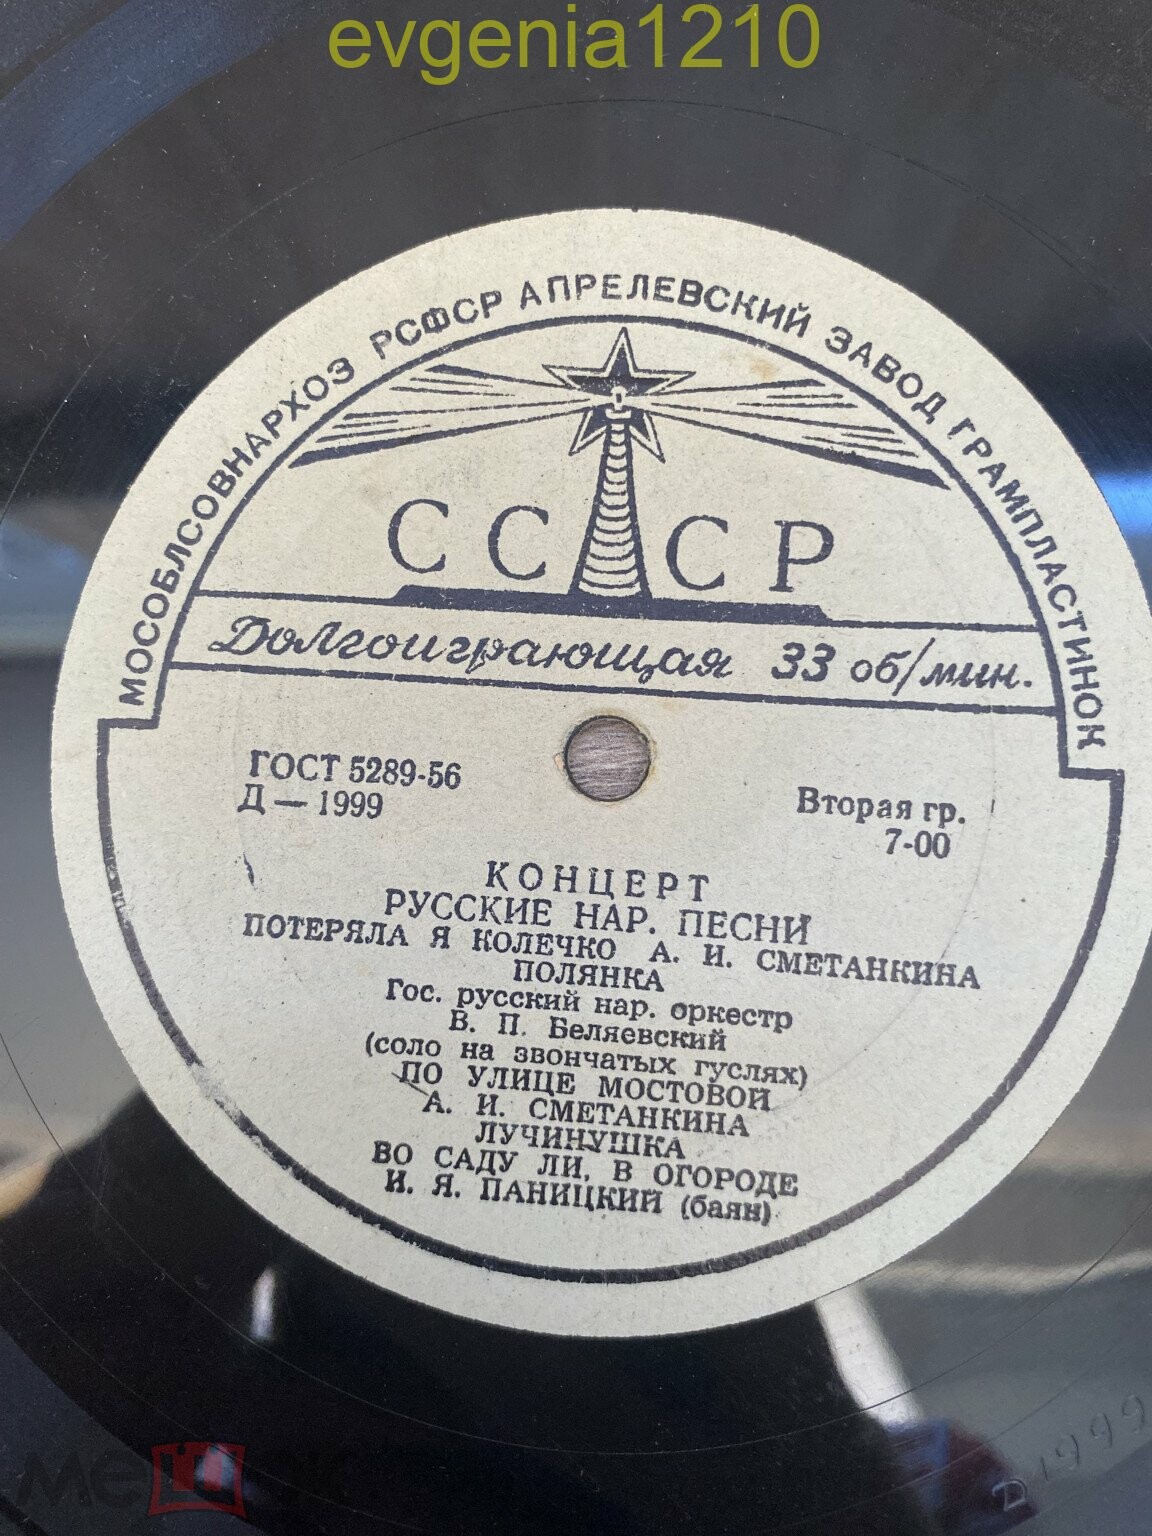 evgenia1210
МОСОБЛСОВНАРХОЗ РСФСР АПРЕЛЕВСКИЙ ЗАВОД ГРАМПЛАСТИНОК
СССР
Долгоиграющая 33 об/мин.
ГОСТ 5289-56
Д — 1999
Вторая гр.
7-00
КОНЦЕРТ
РУССКИЕ НАР. ПЕСНИ
ПОТЕРЯЛА Я КОЛЕЧКО А. И. СМЕТАНКИНА
ПОЛЯНКА
Гос. русский нар. оркестр
В. П. Беляевский
(соло на звончатых гуслях)
ПО УЛИЦЕ МОСТОВОЙ
А. И. СМЕТАНКИНА
ЛУЧИНУШКА
ВО САДУ ЛИ, В ОГОРОДЕ
И. Я. ПАНИЦКИЙ (баян)
Д 1999